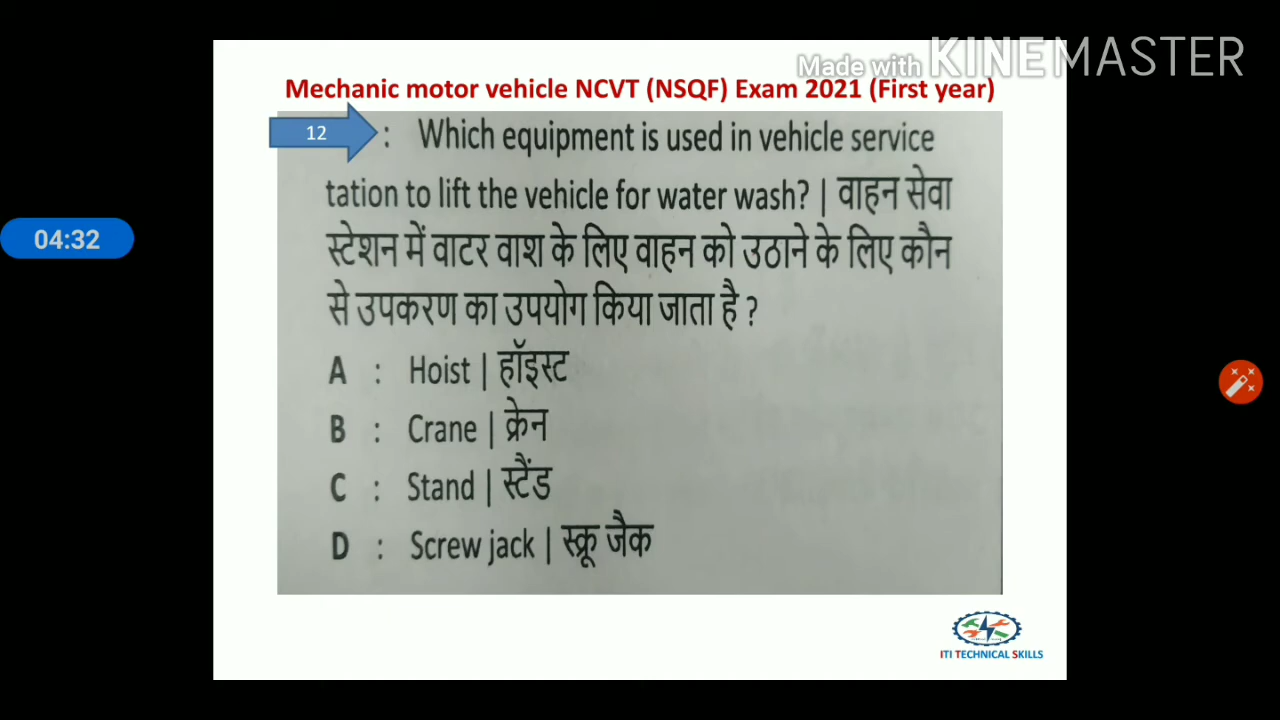 Made with KINEMASTER
Mechanic motor vehicle NCVT (NSQF) Exam 2021 (First year)
12 : Which equipment is used in vehicle service
tation to lift the vehicle for water wash? | वाहन सेवा
स्टेशन में वाटर वाश के लिए वाहन को उठाने के लिए कौन
से उपकरण का उपयोग किया जाता है ?
04:32
A : Hoist | हॉइस्ट
B : Crane | क्रेन
C : Stand | स्टैंड
D : Screw jack | स्क्रू जैक
ITI TECHNICAL SKILLS